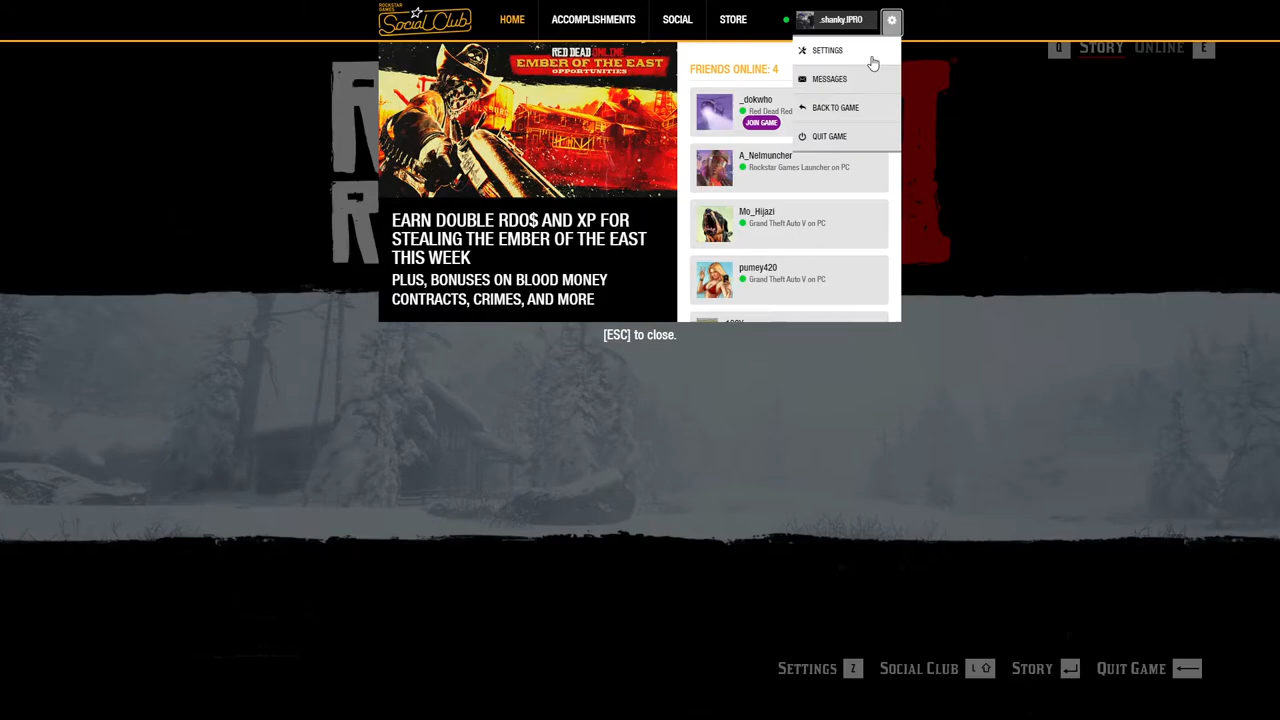 ROCKSTAR GAMES
Social Club
HOME
ACCOMPLISHMENTS
SOCIAL
STORE
.shanky.IPRO
SETTINGS
MESSAGES
BACK TO GAME
QUIT GAME
Q STORY ONLINE E
RED DEAD ONLINE
EMBER OF THE EAST
OPPORTUNITIES
EARN DOUBLE RDO$ AND XP FOR
STEALING THE EMBER OF THE EAST
THIS WEEK
PLUS, BONUSES ON BLOOD MONEY
CONTRACTS, CRIMES, AND MORE
FRIENDS ONLINE: 4
_dokwho
Red Dead Red
JOIN GAME
A_Nelmuncher
Rockstar Games Launcher on PC
Mo_Hijazi
Grand Theft Auto V on PC
pumey420
Grand Theft Auto V on PC
[ESC] to close.
SETTINGS Z SOCIAL CLUB L STORY QUIT GAME